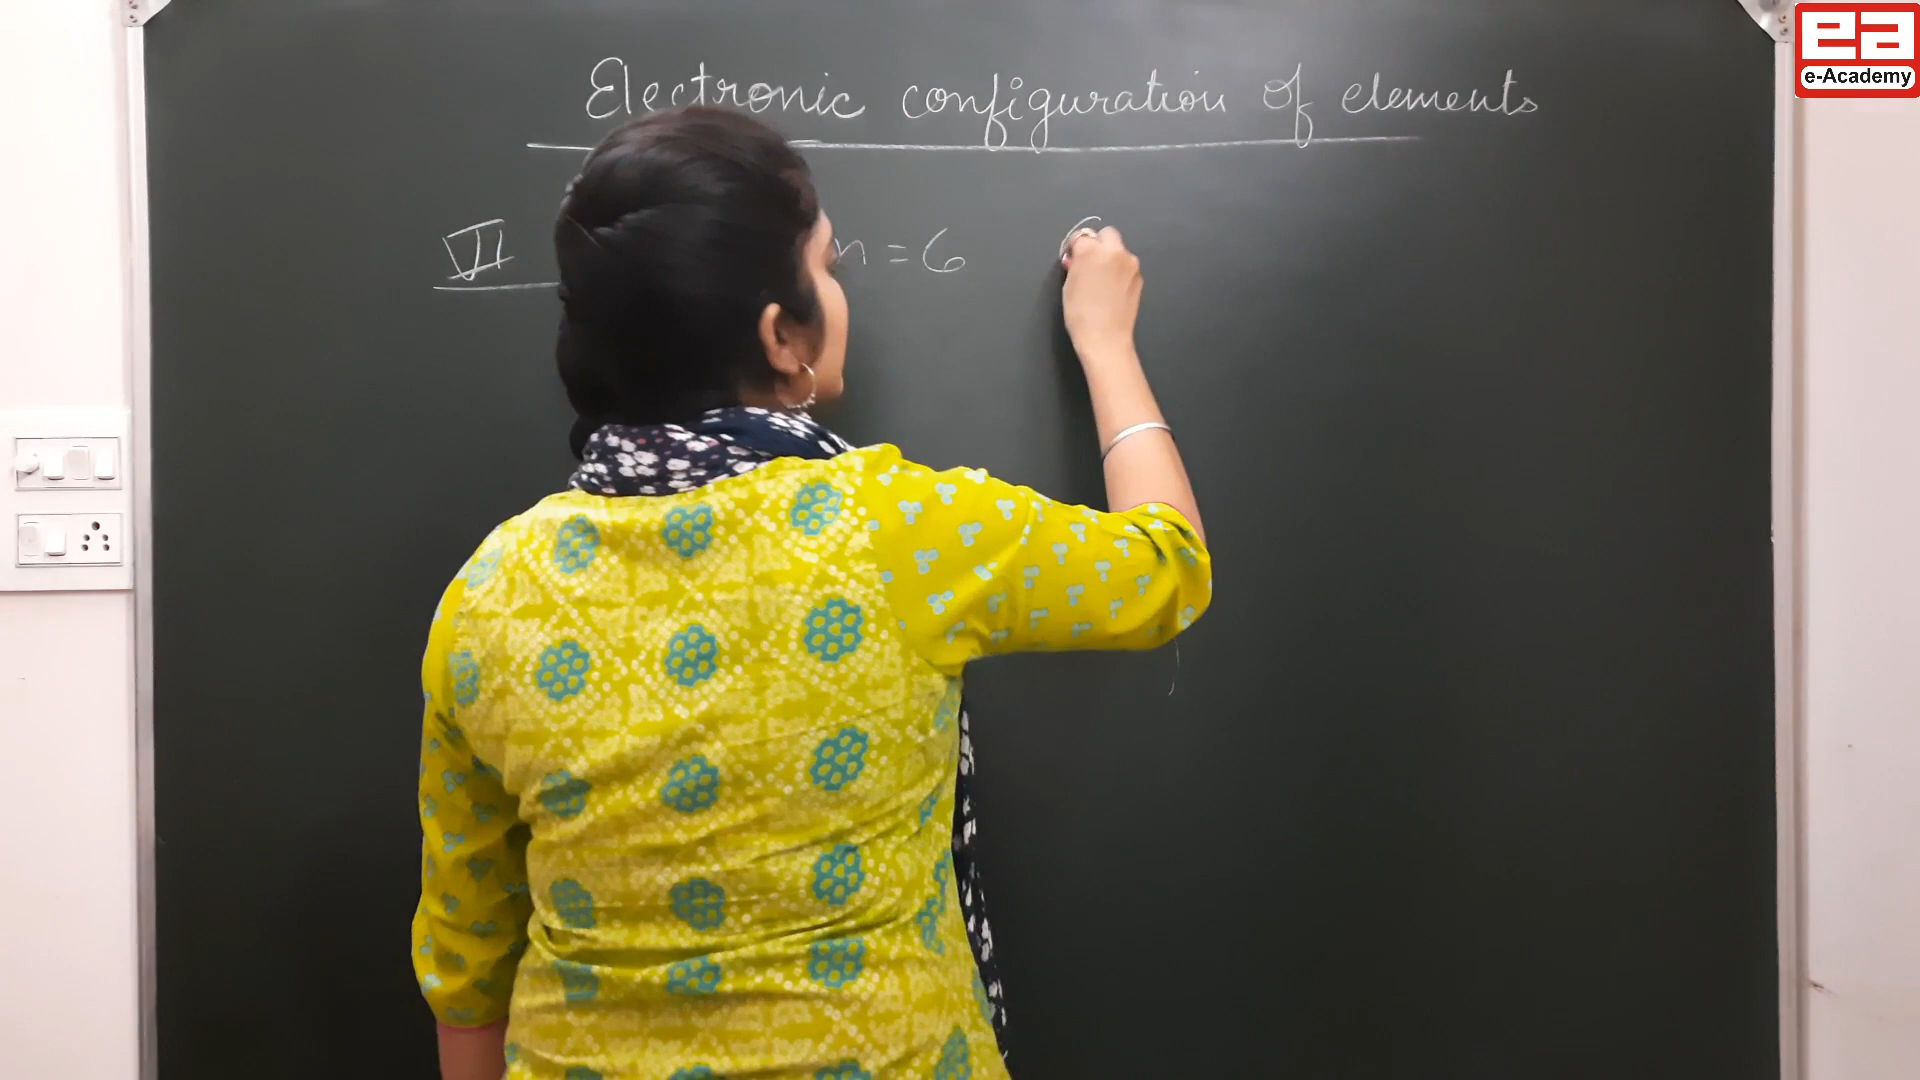 ea
e-Academy
Electronic configuration of elements
VI n = 6